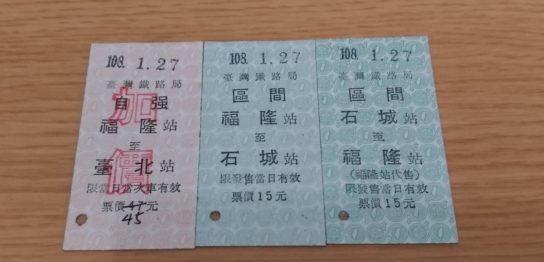 108. 1.27
臺灣鐵路局
自強
福隆站
至
臺北站
加價
限當日當次車有效
票價47元
45
108. 1.27
臺灣鐵路局
區間
福隆站
至
石城站
限發售當日有效
票價15元
108. 1.27
臺灣鐵路局
區間
石城站
至
福隆站
(福隆站代售)
限發售當日有效
票價15元